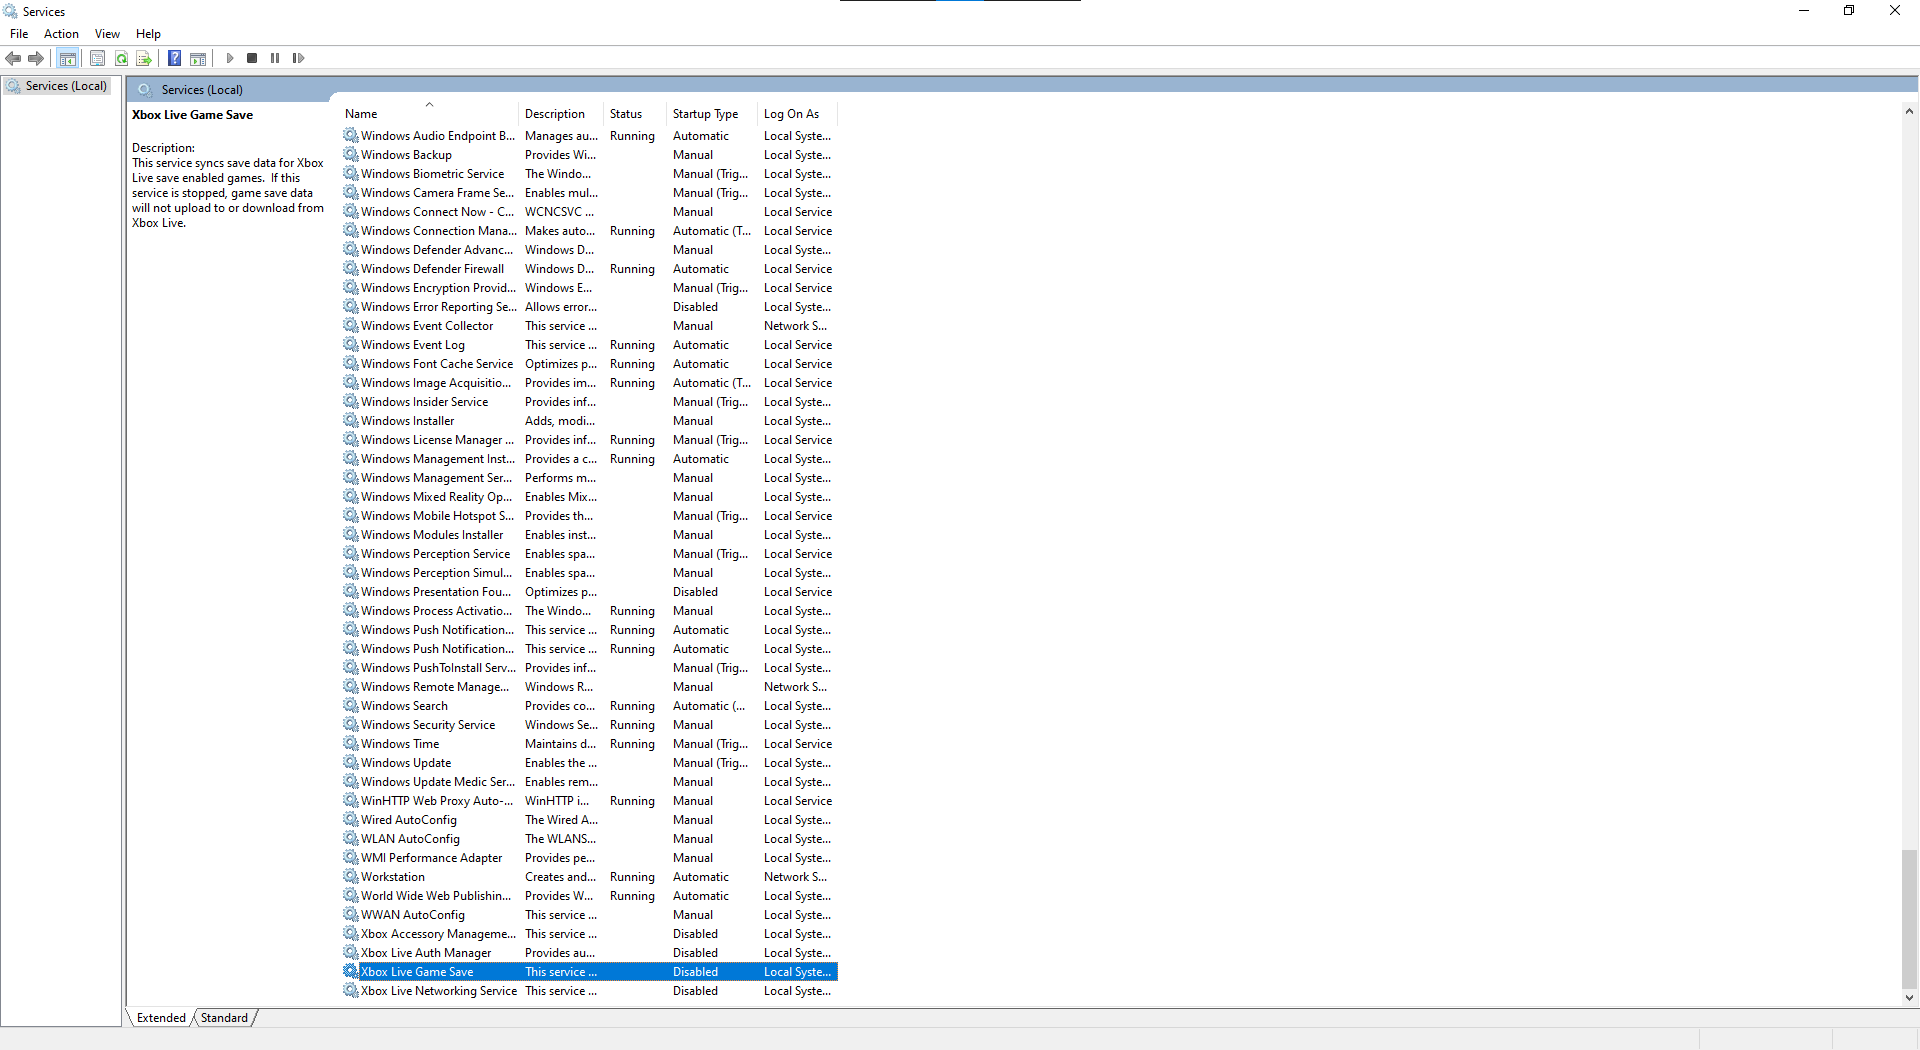 Services
File Action View Help
Services (Local)
Services (Local)
Xbox Live Game Save
Description:
This service syncs save data for Xbox
Live save enabled games. If this
service is stopped, game save data
will not upload to or download from
Xbox Live.
Name Description Status Startup Type Log On As
Windows Audio Endpoint B... Manages au... Running Automatic Local Syste...
Windows Backup Provides Wi... Manual Local Syste...
Windows Biometric Service The Windo... Manual (Trig... Local Syste...
Windows Camera Frame Se... Enables mul... Manual (Trig... Local Syste...
Windows Connect Now - C... WCNCSVC ... Manual Local Service
Windows Connection Mana... Makes auto... Running Automatic (T... Local Service
Windows Defender Advanc... Windows D... Manual Local Syste...
Windows Defender Firewall Windows D... Running Automatic Local Service
Windows Encryption Provid... Windows E... Manual (Trig... Local Service
Windows Error Reporting Se... Allows error... Disabled Local Syste...
Windows Event Collector This service ... Manual Network S...
Windows Event Log This service ... Running Automatic Local Service
Windows Font Cache Service Optimizes p... Running Automatic Local Service
Windows Image Acquisitio... Provides im... Running Automatic (T... Local Service
Windows Insider Service Provides inf... Manual (Trig... Local Syste...
Windows Installer Adds, modi... Manual Local Syste...
Windows License Manager ... Provides inf... Running Manual (Trig... Local Service
Windows Management Inst... Provides a c... Running Automatic Local Syste...
Windows Management Ser... Performs m... Manual Local Syste...
Windows Mixed Reality Op... Enables Mix... Manual Local Syste...
Windows Mobile Hotspot S... Provides th... Manual (Trig... Local Service
Windows Modules Installer Enables inst... Manual Local Syste...
Windows Perception Service Enables spa... Manual (Trig... Local Service
Windows Perception Simul... Enables spa... Manual Local Syste...
Windows Presentation Fou... Optimizes p... Disabled Local Service
Windows Process Activatio... The Windo... Running Manual Local Syste...
Windows Push Notification... This service ... Running Automatic Local Syste...
Windows Push Notification... This service ... Running Automatic Local Syste...
Windows PushToInstall Serv... Provides inf... Manual (Trig... Local Syste...
Windows Remote Manage... Windows R... Manual Network S...
Windows Search Provides co... Running Automatic (... Local Syste...
Windows Security Service Windows Se... Running Manual Local Syste...
Windows Time Maintains d... Running Manual (Trig... Local Service
Windows Update Enables the ... Manual (Trig... Local Syste...
Windows Update Medic Ser... Enables rem... Manual Local Syste...
WinHTTP Web Proxy Auto-... WinHTTP i... Running Manual Local Service
Wired AutoConfig The Wired A... Manual Local Syste...
WLAN AutoConfig The WLANS... Manual Local Syste...
WMI Performance Adapter Provides pe... Manual Local Syste...
Workstation Creates and... Running Automatic Network S...
World Wide Web Publishin... Provides W... Running Automatic Local Syste...
WWAN AutoConfig This service ... Manual Local Syste...
Xbox Accessory Manageme... This service ... Disabled Local Syste...
Xbox Live Auth Manager Provides au... Disabled Local Syste...
Xbox Live Game Save This service ... Disabled Local Syste...
Xbox Live Networking Service This service ... Disabled Local Syste...
Extended Standard